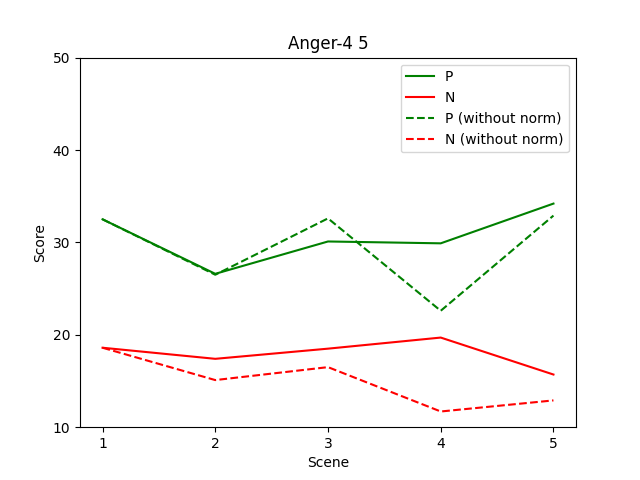 Anger-4 5
50
40
30
20
10
Score
P
N
P (without norm)
N (without norm)
1 2 3 4 5
Scene